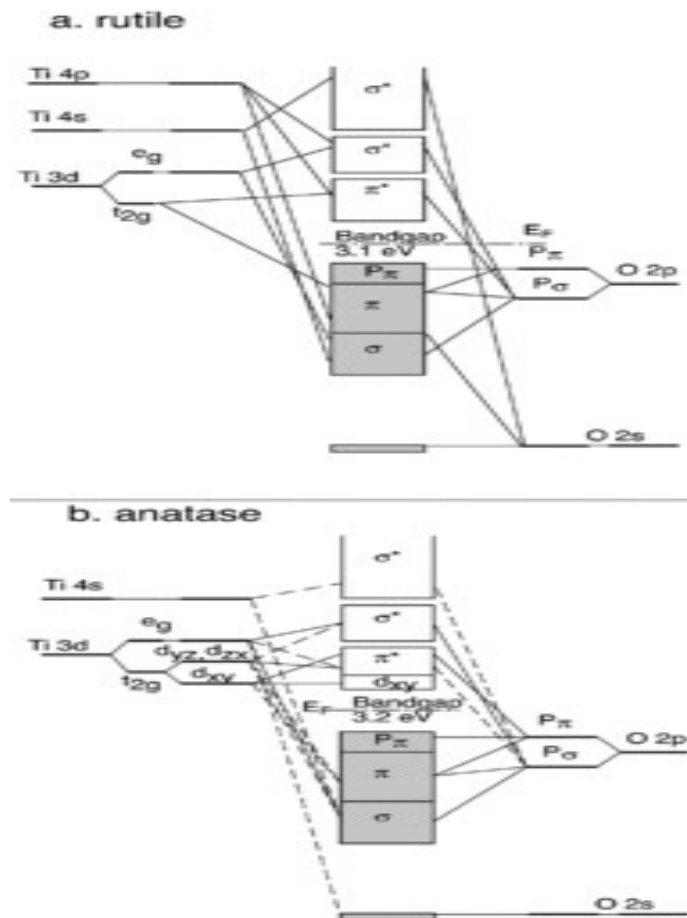 a. rutile
Ti 4p
σ*
Ti 4s
eg
σ*
Ti 3d
π*
t2g
Bandgap
3.1 eV
EF
Pπ
Pπ
O 2p
Pσ
π
σ
O 2s
b. anatase
σ*
Ti 4s
eg
σ*
Ti 3d
dyz, dzx
π*
t2g
dxy
dxy
EF
Bandgap
3.2 eV
Pπ
Pπ
O 2p
Pσ
π
σ
O 2s